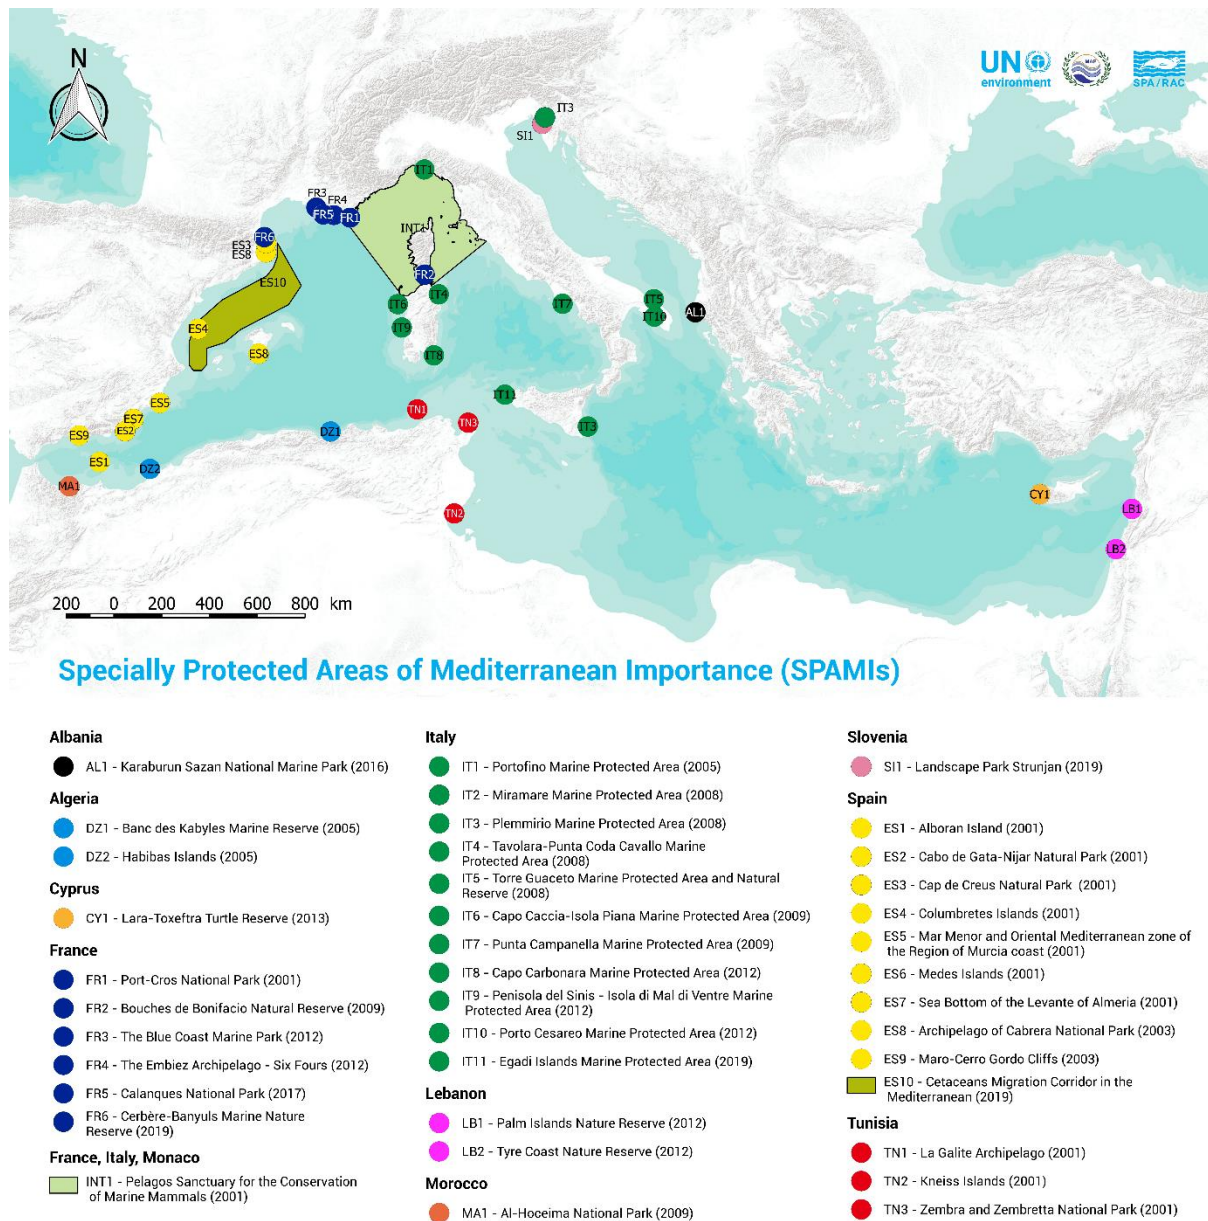 N
UN
environment
SPA/RAC
IT3
SI1
IT1
FR3
FR4
FR5
FR1
INT1
FR6
ES3
ES8
FR2
ES10
IT4
IT6
IT5
IT7
IT10
AL1
ES4
IT9
ES8
IT8
IT11
ES5
TN1
ES7
TN3
IT3
ES2
ES9
DZ1
ES1
DZ2
MA1
CY1
LB1
TN2
LB2
200 0 200 400 600 800 km
Specially Protected Areas of Mediterranean Importance (SPAMIs)
Albania
AL1 - Karaburun Sazan National Marine Park (2016)
Algeria
DZ1 - Banc des Kabyles Marine Reserve (2005)
DZ2 - Habibas Islands (2005)
Cyprus
CY1 - Lara-Toxeftra Turtle Reserve (2013)
France
FR1 - Port-Cros National Park (2001)
FR2 - Bouches de Bonifacio Natural Reserve (2009)
FR3 - The Blue Coast Marine Park (2012)
FR4 - The Embiez Archipelago - Six Fours (2012)
FR5 - Calanques National Park (2017)
FR6 - Cerbère-Banyuls Marine Nature
Reserve (2019)
France, Italy, Monaco
INT1 - Pelagos Sanctuary for the Conservation
of Marine Mammals (2001)
Italy
IT1 - Portofino Marine Protected Area (2005)
IT2 - Miramare Marine Protected Area (2008)
IT3 - Plemmirio Marine Protected Area (2008)
IT4 - Tavolara-Punta Coda Cavallo Marine
Protected Area (2008)
IT5 - Torre Guaceto Marine Protected Area and Natural
Reserve (2008)
IT6 - Capo Caccia-Isola Piana Marine Protected Area (2009)
IT7 - Punta Campanella Marine Protected Area (2009)
IT8 - Capo Carbonara Marine Protected Area (2012)
IT9 - Penisola del Sinis - Isola di Mal di Ventre Marine
Protected Area (2012)
IT10 - Porto Cesareo Marine Protected Area (2012)
IT11 - Egadi Islands Marine Protected Area (2019)
Lebanon
LB1 - Palm Islands Nature Reserve (2012)
LB2 - Tyre Coast Nature Reserve (2012)
Morocco
MA1 - Al-Hoceima National Park (2009)
Slovenia
SI1 - Landscape Park Strunjan (2019)
Spain
ES1 - Alboran Island (2001)
ES2 - Cabo de Gata-Nijar Natural Park (2001)
ES3 - Cap de Creus Natural Park (2001)
ES4 - Columbretes Islands (2001)
ES5 - Mar Menor and Oriental Mediterranean zone of
the Region of Murcia coast (2001)
ES6 - Medes Islands (2001)
ES7 - Sea Bottom of the Levante of Almeria (2001)
ES8 - Archipelago of Cabrera National Park (2003)
ES9 - Maro-Cerro Gordo Cliffs (2003)
ES10 - Cetaceans Migration Corridor in the
Mediterranean (2019)
Tunisia
TN1 - La Galite Archipelago (2001)
TN2 - Kneiss Islands (2001)
TN3 - Zembra and Zembretta National Park (2001)